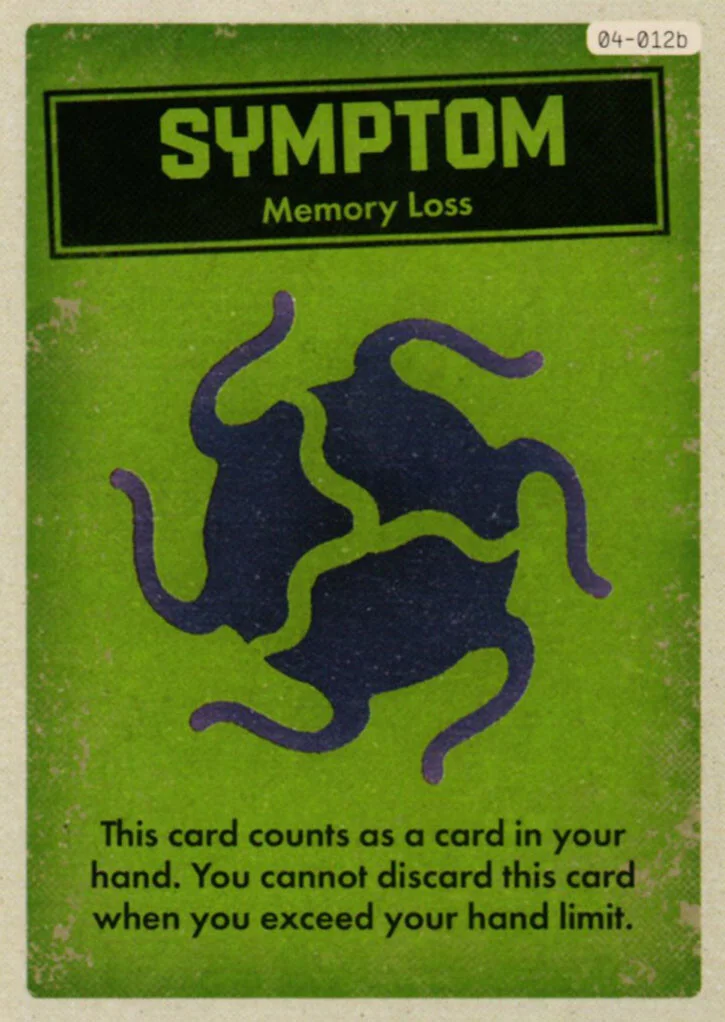 04-012b
SYMPTOM
Memory Loss
This card counts as a card in your
hand. You cannot discard this card
when you exceed your hand limit.